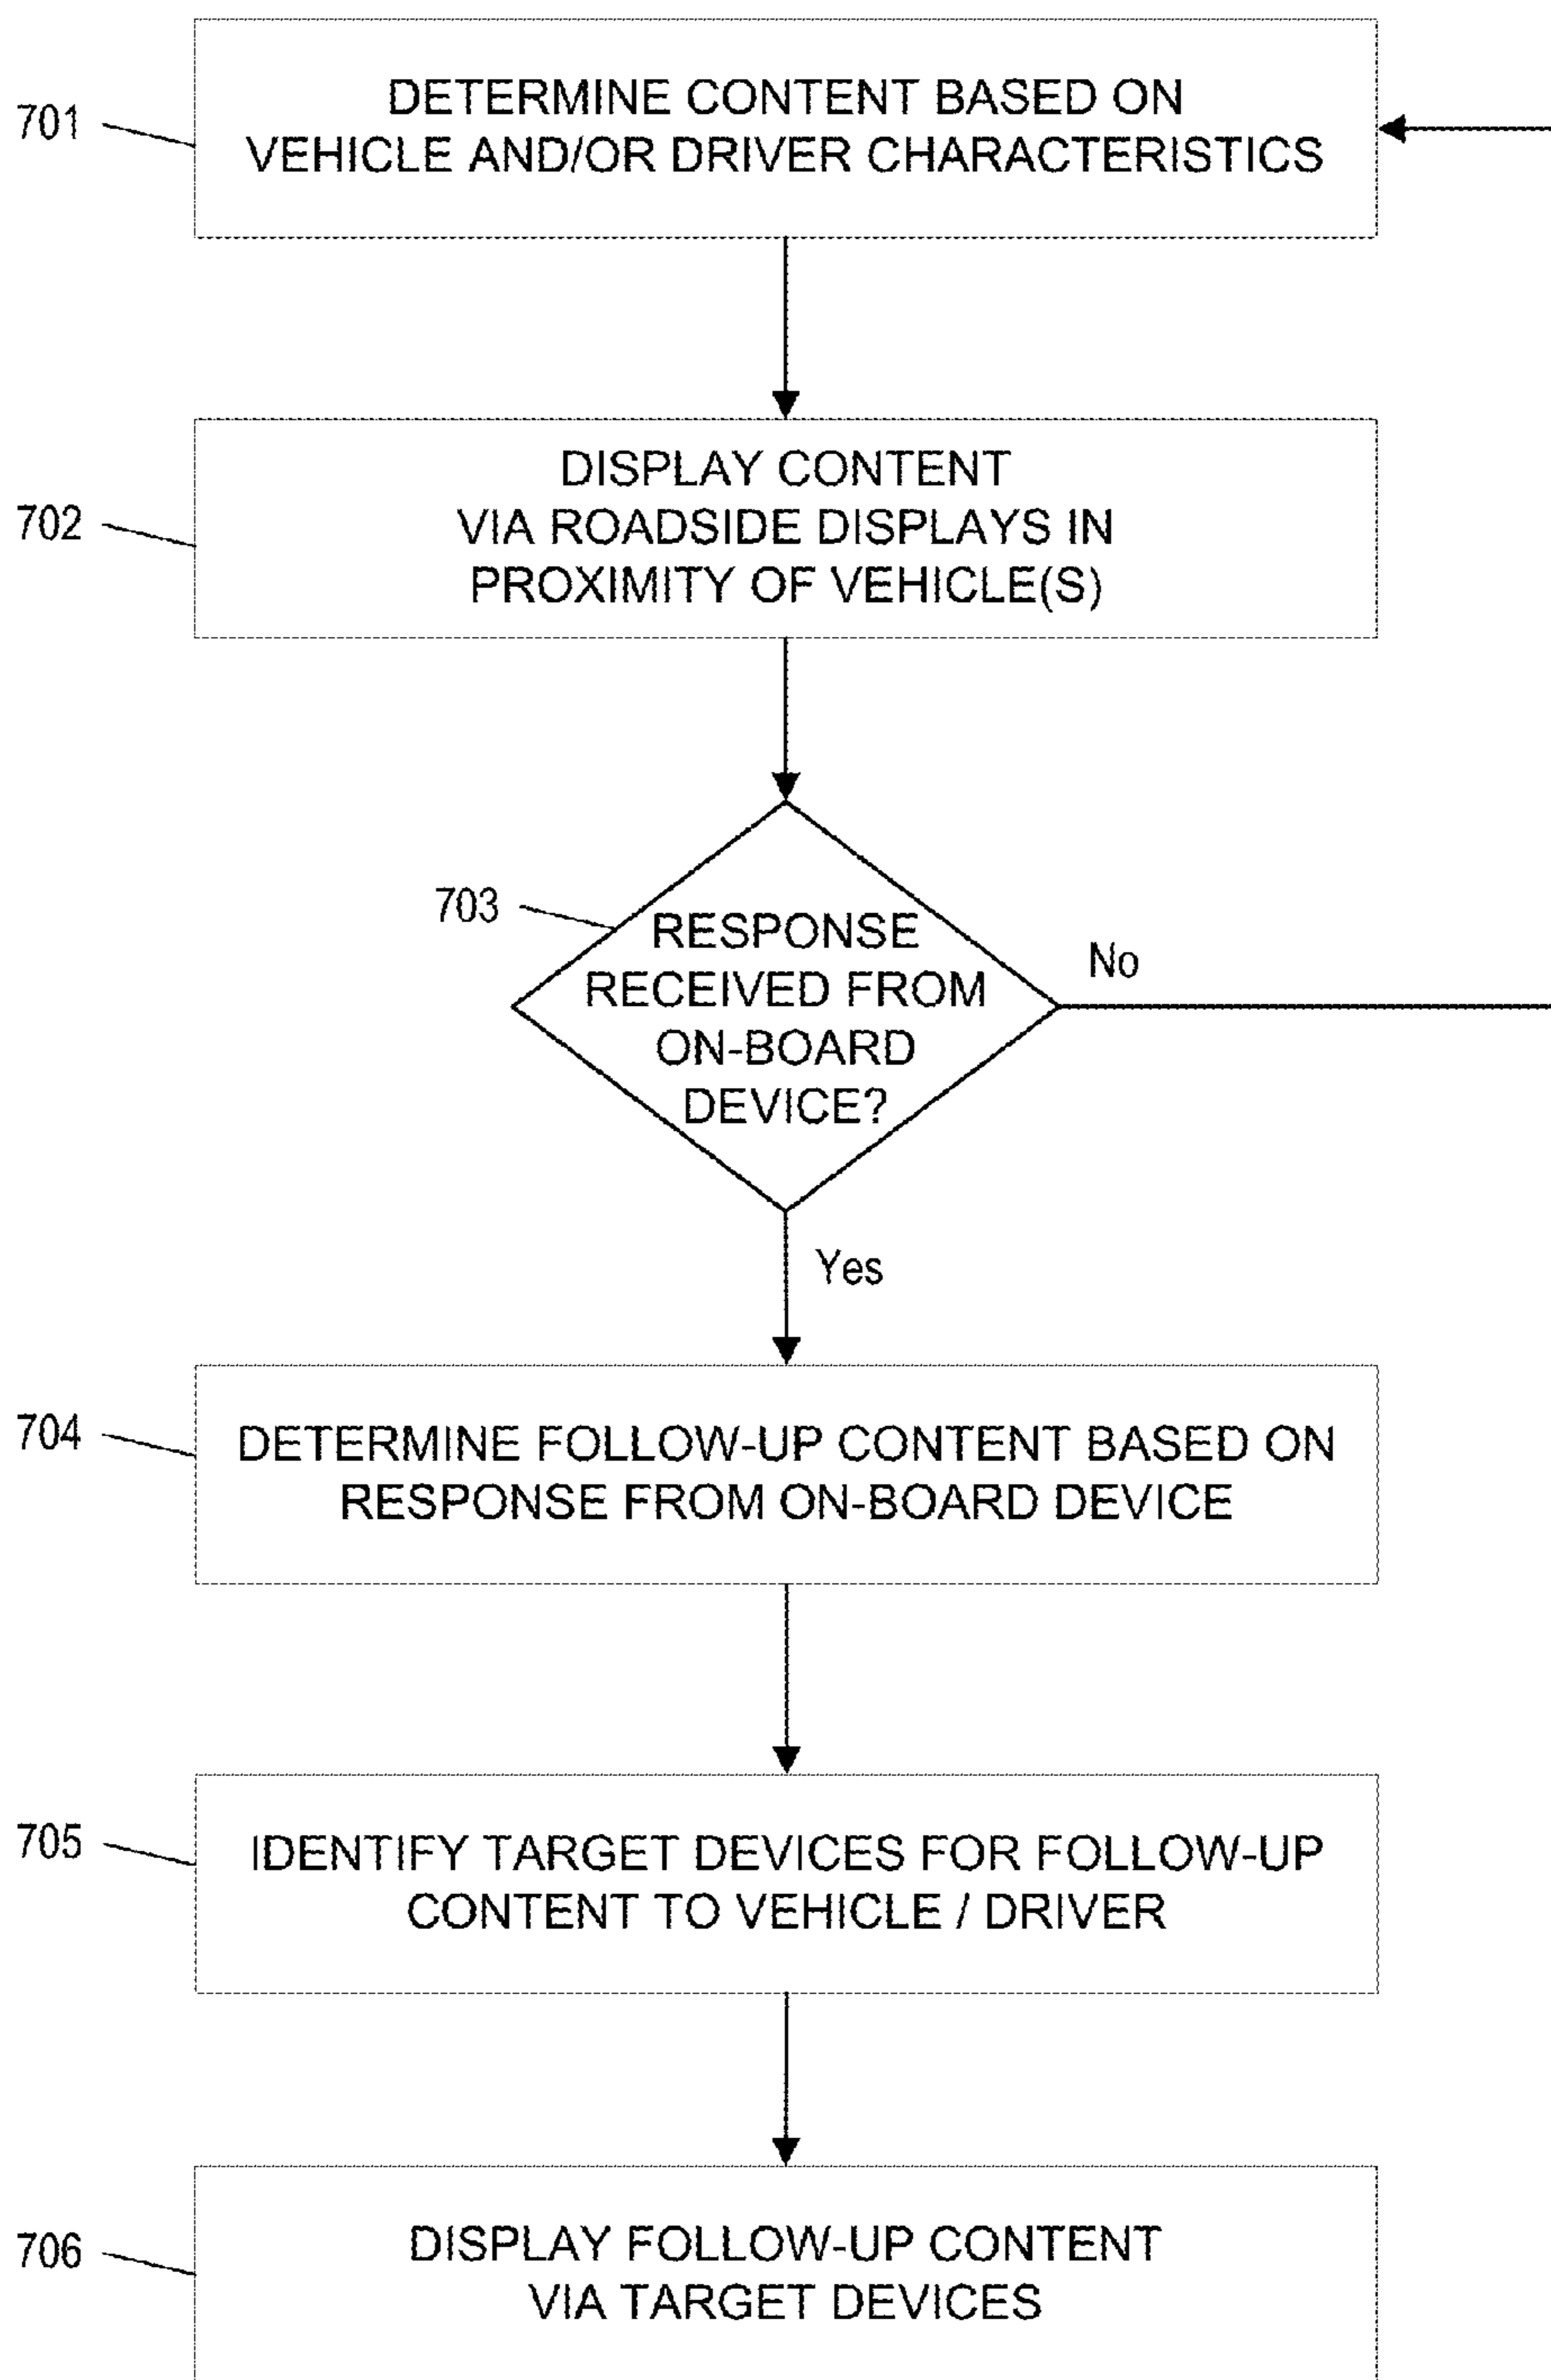 701
DETERMINE CONTENT BASED ON
VEHICLE AND/OR DRIVER CHARACTERISTICS
702
DISPLAY CONTENT
VIA ROADSIDE DISPLAYS IN
PROXIMITY OF VEHICLE(S)
703
RESPONSE
RECEIVED FROM
ON-BOARD
DEVICE?
No
Yes
704
DETERMINE FOLLOW-UP CONTENT BASED ON
RESPONSE FROM ON-BOARD DEVICE
705
IDENTIFY TARGET DEVICES FOR FOLLOW-UP
CONTENT TO VEHICLE / DRIVER
706
DISPLAY FOLLOW-UP CONTENT
VIA TARGET DEVICES